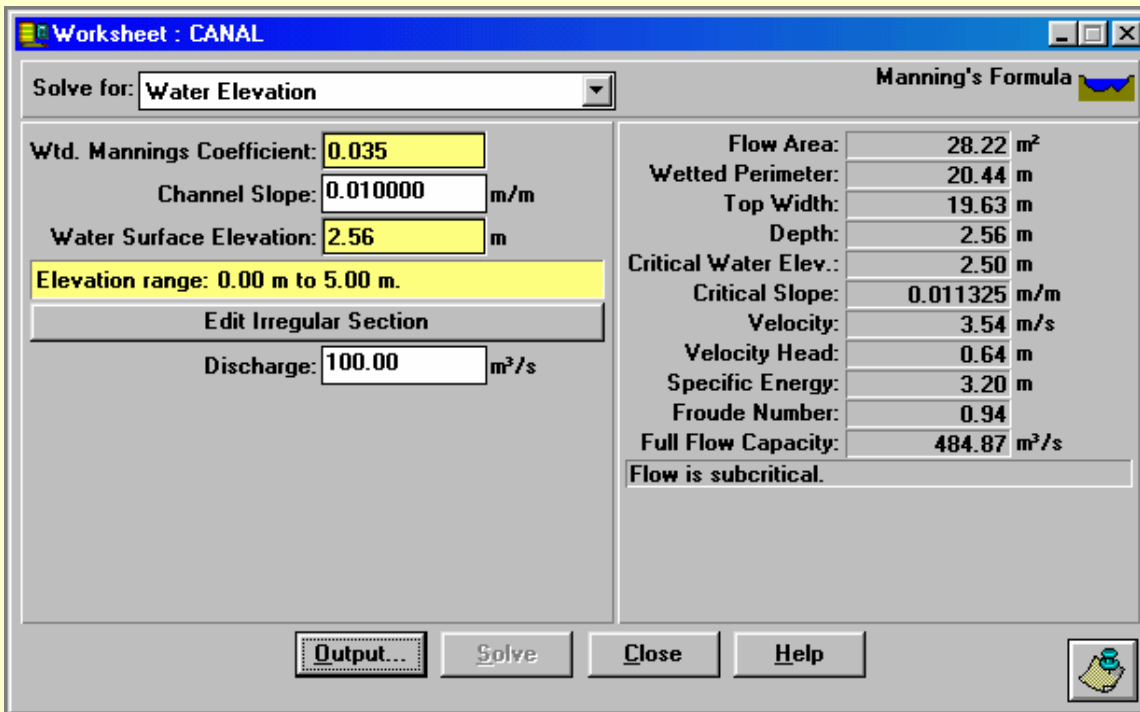 Worksheet : CANAL
Solve for: Water Elevation
Manning's Formula
Wtd. Mannings Coefficient: 0.035
Channel Slope: 0.010000 m/m
Water Surface Elevation: 2.56 m
Elevation range: 0.00 m to 5.00 m.
Edit Irregular Section
Discharge: 100.00 m³/s
Flow Area: 28.22 m²
Wetted Perimeter: 20.44 m
Top Width: 19.63 m
Depth: 2.56 m
Critical Water Elev.: 2.50 m
Critical Slope: 0.011325 m/m
Velocity: 3.54 m/s
Velocity Head: 0.64 m
Specific Energy: 3.20 m
Froude Number: 0.94
Full Flow Capacity: 484.87 m³/s
Flow is subcritical.
Output... Solve Close Help